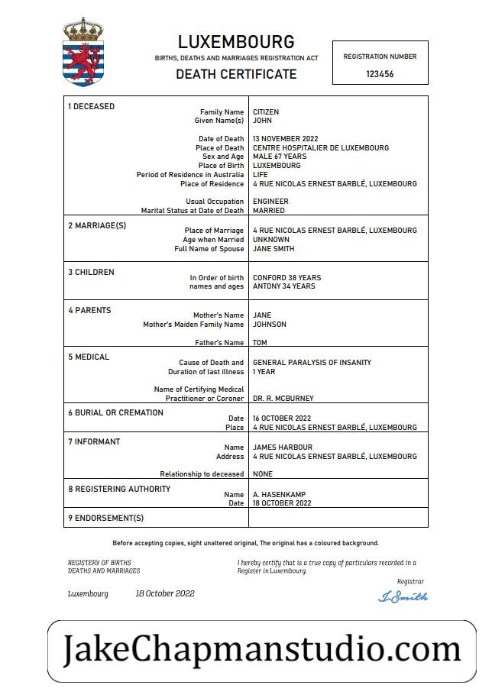 LUXEMBOURG
BIRTHS, DEATHS AND MARRIAGES REGISTRATION ACT
DEATH CERTIFICATE
REGISTRATION NUMBER
123456
1 DECEASED
Family Name CITIZEN
Given Name(s) JOHN
Date of Death 13 NOVEMBER 2022
Place of Death CENTRE HOSPITALIER DE LUXEMBOURG
Sex and Age MALE 67 YEARS
Place of Birth LUXEMBOURG
Period of Residence in Australia LIFE
Place of Residence 4 RUE NICOLAS ERNEST BARBLÉ, LUXEMBOURG
Usual Occupation ENGINEER
Marital Status at Date of Death MARRIED
2 MARRIAGE(S)
Place of Marriage 4 RUE NICOLAS ERNEST BARBLÉ, LUXEMBOURG
Age when Married UNKNOWN
Full Name of Spouse JANE SMITH
3 CHILDREN
In Order of birth CONFORD 38 YEARS
names and ages ANTONY 34 YEARS
4 PARENTS
Mother's Name JANE
Mother's Maiden Family Name JOHNSON
Father's Name TOM
5 MEDICAL
Cause of Death and GENERAL PARALYSIS OF INSANITY
Duration of last illness 1 YEAR
Name of Certifying Medical
Practitioner or Coroner DR. R. MCBURNEY
6 BURIAL OR CREMATION
Date 16 OCTOBER 2022
Place 4 RUE NICOLAS ERNEST BARBLÉ, LUXEMBOURG
7 INFORMANT
Name JAMES HARBOUR
Address 4 RUE NICOLAS ERNEST BARBLÉ, LUXEMBOURG
Relationship to deceased NONE
8 REGISTERING AUTHORITY
Name A. HASENKAMP
Date 18 OCTOBER 2022
9 ENDORSEMENT(S)
Before accepting copies, sight unaltered original, The original has a coloured background.
REGISTERY OF BIRTHS
DEATHS AND MARRIAGES
I hereby certify that is a true copy of particulars recorded in a
Register in Luxembourg.
Registrar
Luxembourg 18 October 2022
J. Smith
JakeChapmanstudio.com